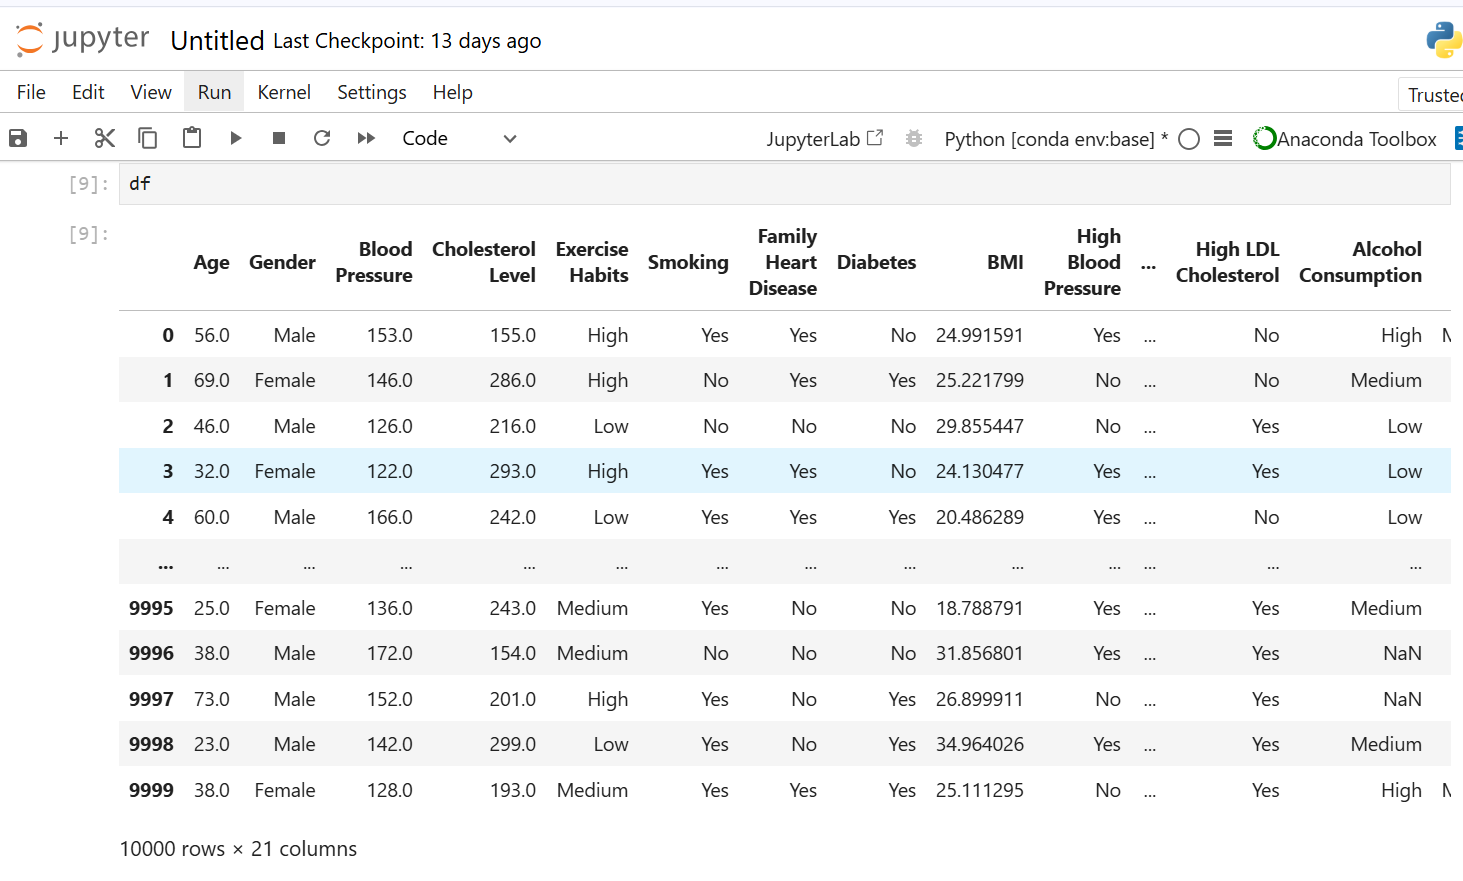 jupyter Untitled Last Checkpoint: 13 days ago
File Edit View Run Kernel Settings Help
Trusted
Code JupyterLab Python [conda env:base] * Anaconda Toolbox
[9]: df
[9]:
Age Gender Blood Pressure Cholesterol Level Exercise Habits Smoking Family Heart Disease Diabetes BMI High Blood Pressure ... High LDL Cholesterol Alcohol Consumption
0 56.0 Male 153.0 155.0 High Yes Yes No 24.991591 Yes ... No High
1 69.0 Female 146.0 286.0 High No Yes Yes 25.221799 No ... No Medium
2 46.0 Male 126.0 216.0 Low No No No 29.855447 No ... Yes Low
3 32.0 Female 122.0 293.0 High Yes Yes No 24.130477 Yes ... Yes Low
4 60.0 Male 166.0 242.0 Low Yes Yes Yes 20.486289 Yes ... No Low
... ... ... ... ... ... ... ... ... ... ... ... ... ...
9995 25.0 Female 136.0 243.0 Medium Yes No No 18.788791 Yes ... Yes Medium
9996 38.0 Male 172.0 154.0 Medium No No No 31.856801 Yes ... Yes NaN
9997 73.0 Male 152.0 201.0 High Yes No Yes 26.899911 No ... Yes NaN
9998 23.0 Male 142.0 299.0 Low Yes No Yes 34.964026 Yes ... Yes Medium
9999 38.0 Female 128.0 193.0 Medium Yes Yes Yes 25.111295 No ... Yes High
10000 rows × 21 columns